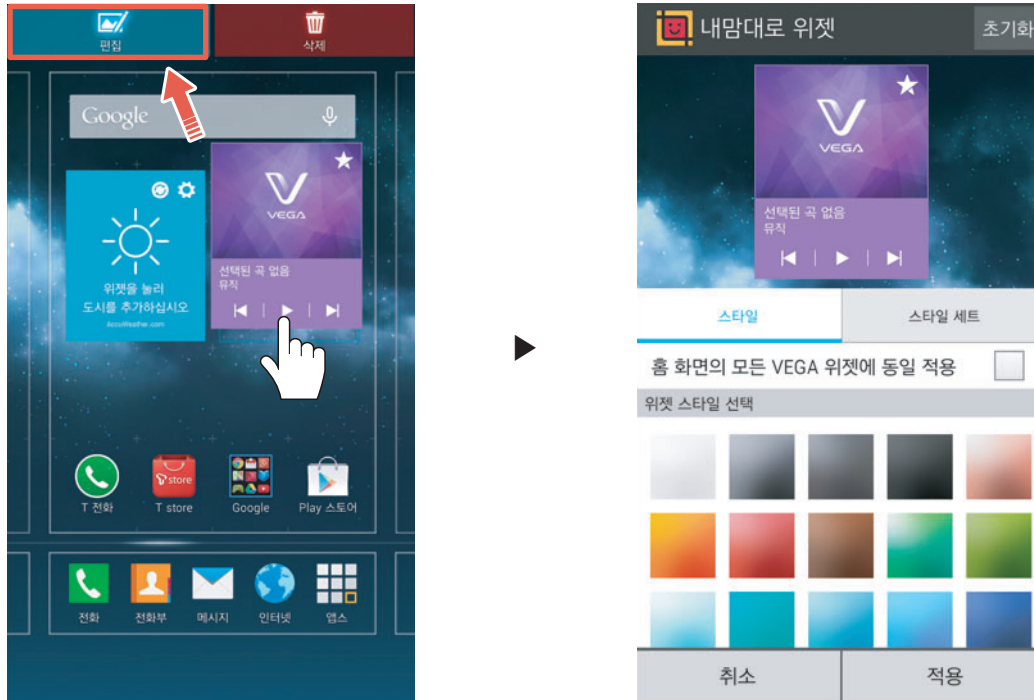 편집
삭제
Google
VEGA
선택된 곡 없음
뮤직
위젯을 눌러
도시를 추가하십시오
AccuWeather.com
T 전화
T store
Google
Play 스토어
전화
전화부
메시지
인터넷
앱스
내맘대로 위젯
초기화
VEGA
선택된 곡 없음
뮤직
스타일
스타일 세트
홈 화면의 모든 VEGA 위젯에 동일 적용
위젯 스타일 선택
취소
적용